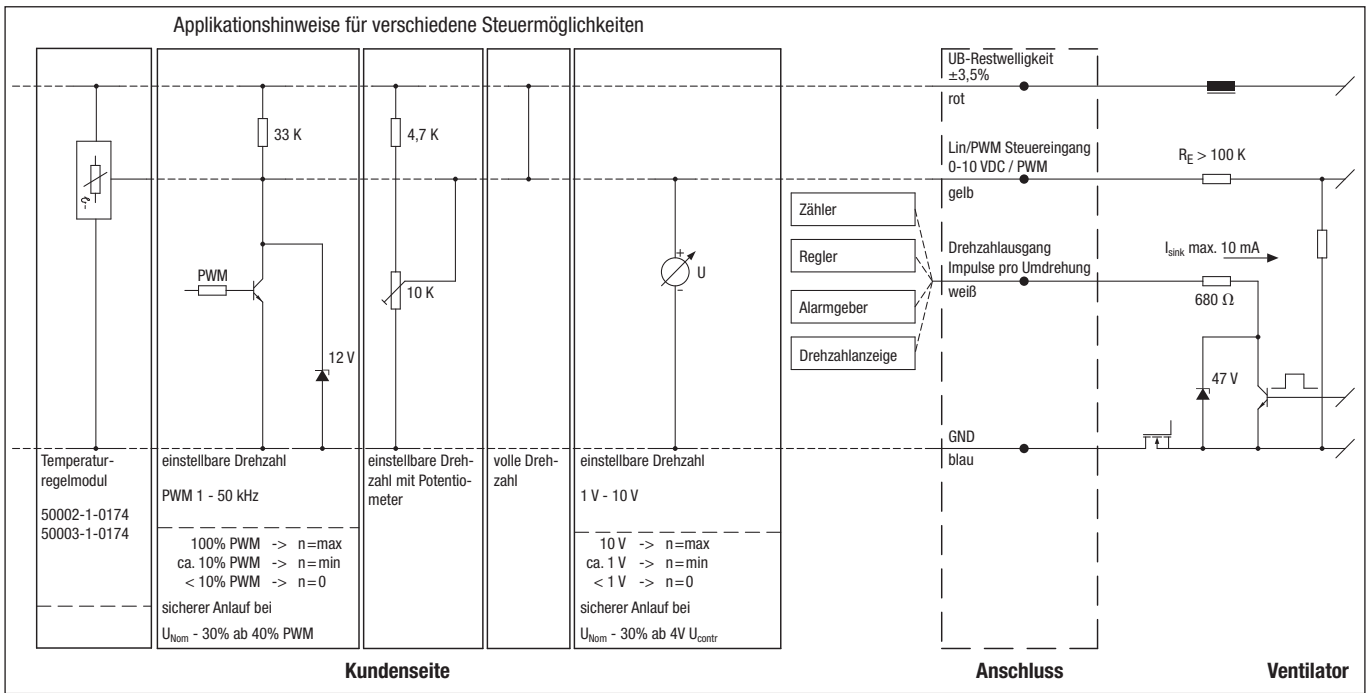 Applikationshinweise für verschiedene Steuermöglichkeiten
33 K
PWM
12 V
4,7 K
10 K
+
U
−
Zähler
Regler
Alarmgeber
Drehzahlanzeige
UB-Restwelligkeit
±3,5%
rot
Lin/PWM Steuereingang
0-10 VDC / PWM
gelb
Drehzahlausgang
Impulse pro Umdrehung
weiß
GND
blau
RE > 100 K
Isink max. 10 mA
680 Ω
47 V
Temperatur-
regelmodul
50002-1-0174
50003-1-0174
einstellbare Drehzahl
PWM 1 - 50 kHz
100% PWM -> n=max
ca. 10% PWM -> n=min
< 10% PWM -> n=0
sicherer Anlauf bei
UNom - 30% ab 40% PWM
einstellbare Dreh-
zahl mit Potentio-
meter
volle Dreh-
zahl
einstellbare Drehzahl
1 V - 10 V
10 V -> n=max
ca. 1 V -> n=min
< 1 V -> n=0
sicherer Anlauf bei
UNom - 30% ab 4V Ucontr
Kundenseite
Anschluss
Ventilator